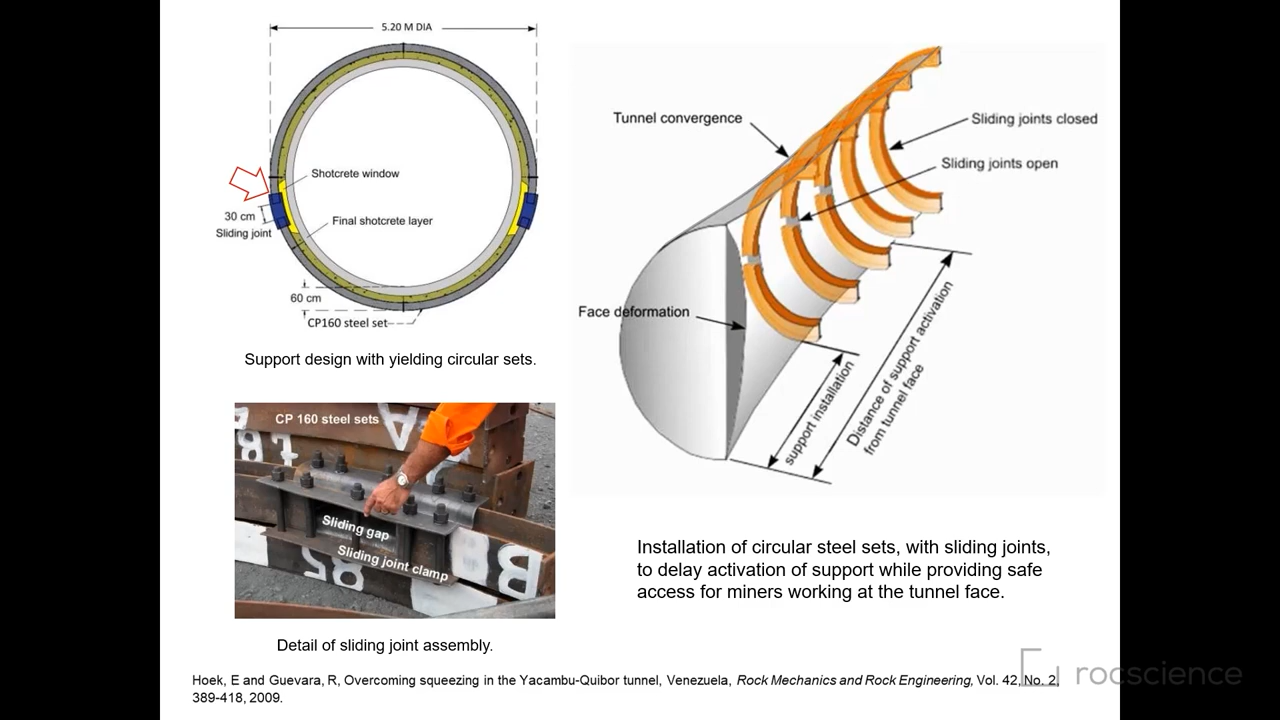 5.20 M DIA
Shotcrete window
30 cm
Sliding joint
Final shotcrete layer
60 cm
CP160 steel set
Support design with yielding circular sets.
Tunnel convergence
Sliding joints closed
Sliding joints open
Face deformation
support installation
Distance of support activation
from tunnel face
CP 160 steel sets
Sliding gap
Sliding joint clamp
85
B
Detail of sliding joint assembly.
Installation of circular steel sets, with sliding joints,
to delay activation of support while providing safe
access for miners working at the tunnel face.
Hoek, E and Guevara, R, Overcoming squeezing in the Yacambu-Quibor tunnel, Venezuela, Rock Mechanics and Rock Engineering, Vol. 42, No. 2,
389-418, 2009.
rocscience